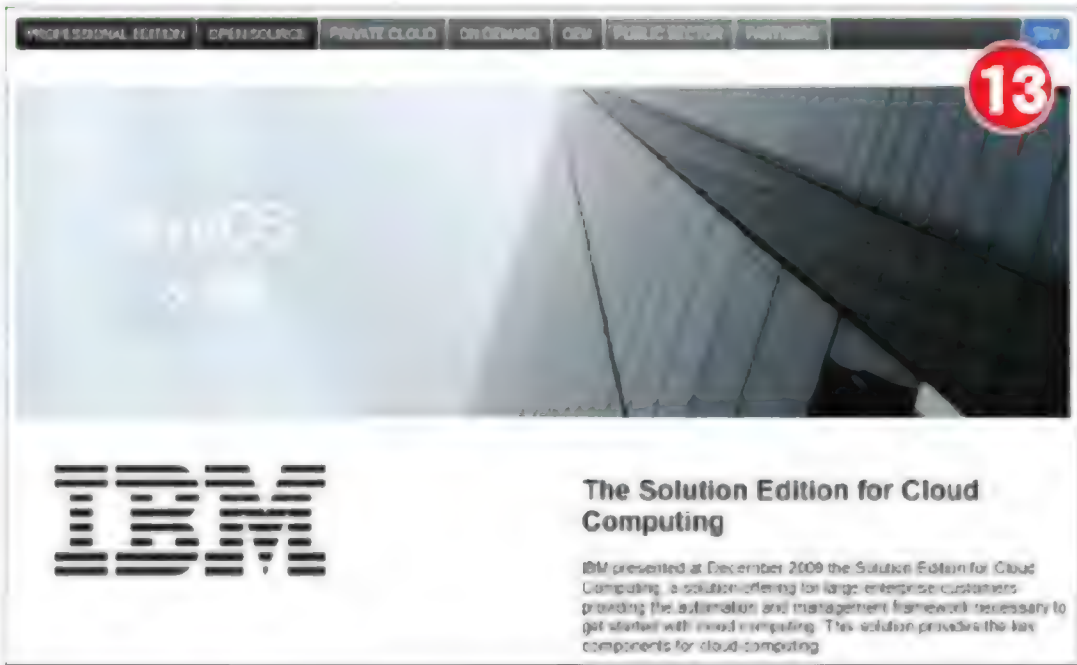 PROFESSIONAL EDITION OPEN SOURCE PRIVATE CLOUD ON DEMAND OEM PUBLIC SECTOR PARTNERS TRY
13
IBM
The Solution Edition for Cloud
Computing
IBM presented at December 2009 the Solution Edition for Cloud
Computing, a solution offering for large enterprise customers
providing the automation and management framework necessary to
get started with cloud computing. This solution provides the key
components for cloud computing